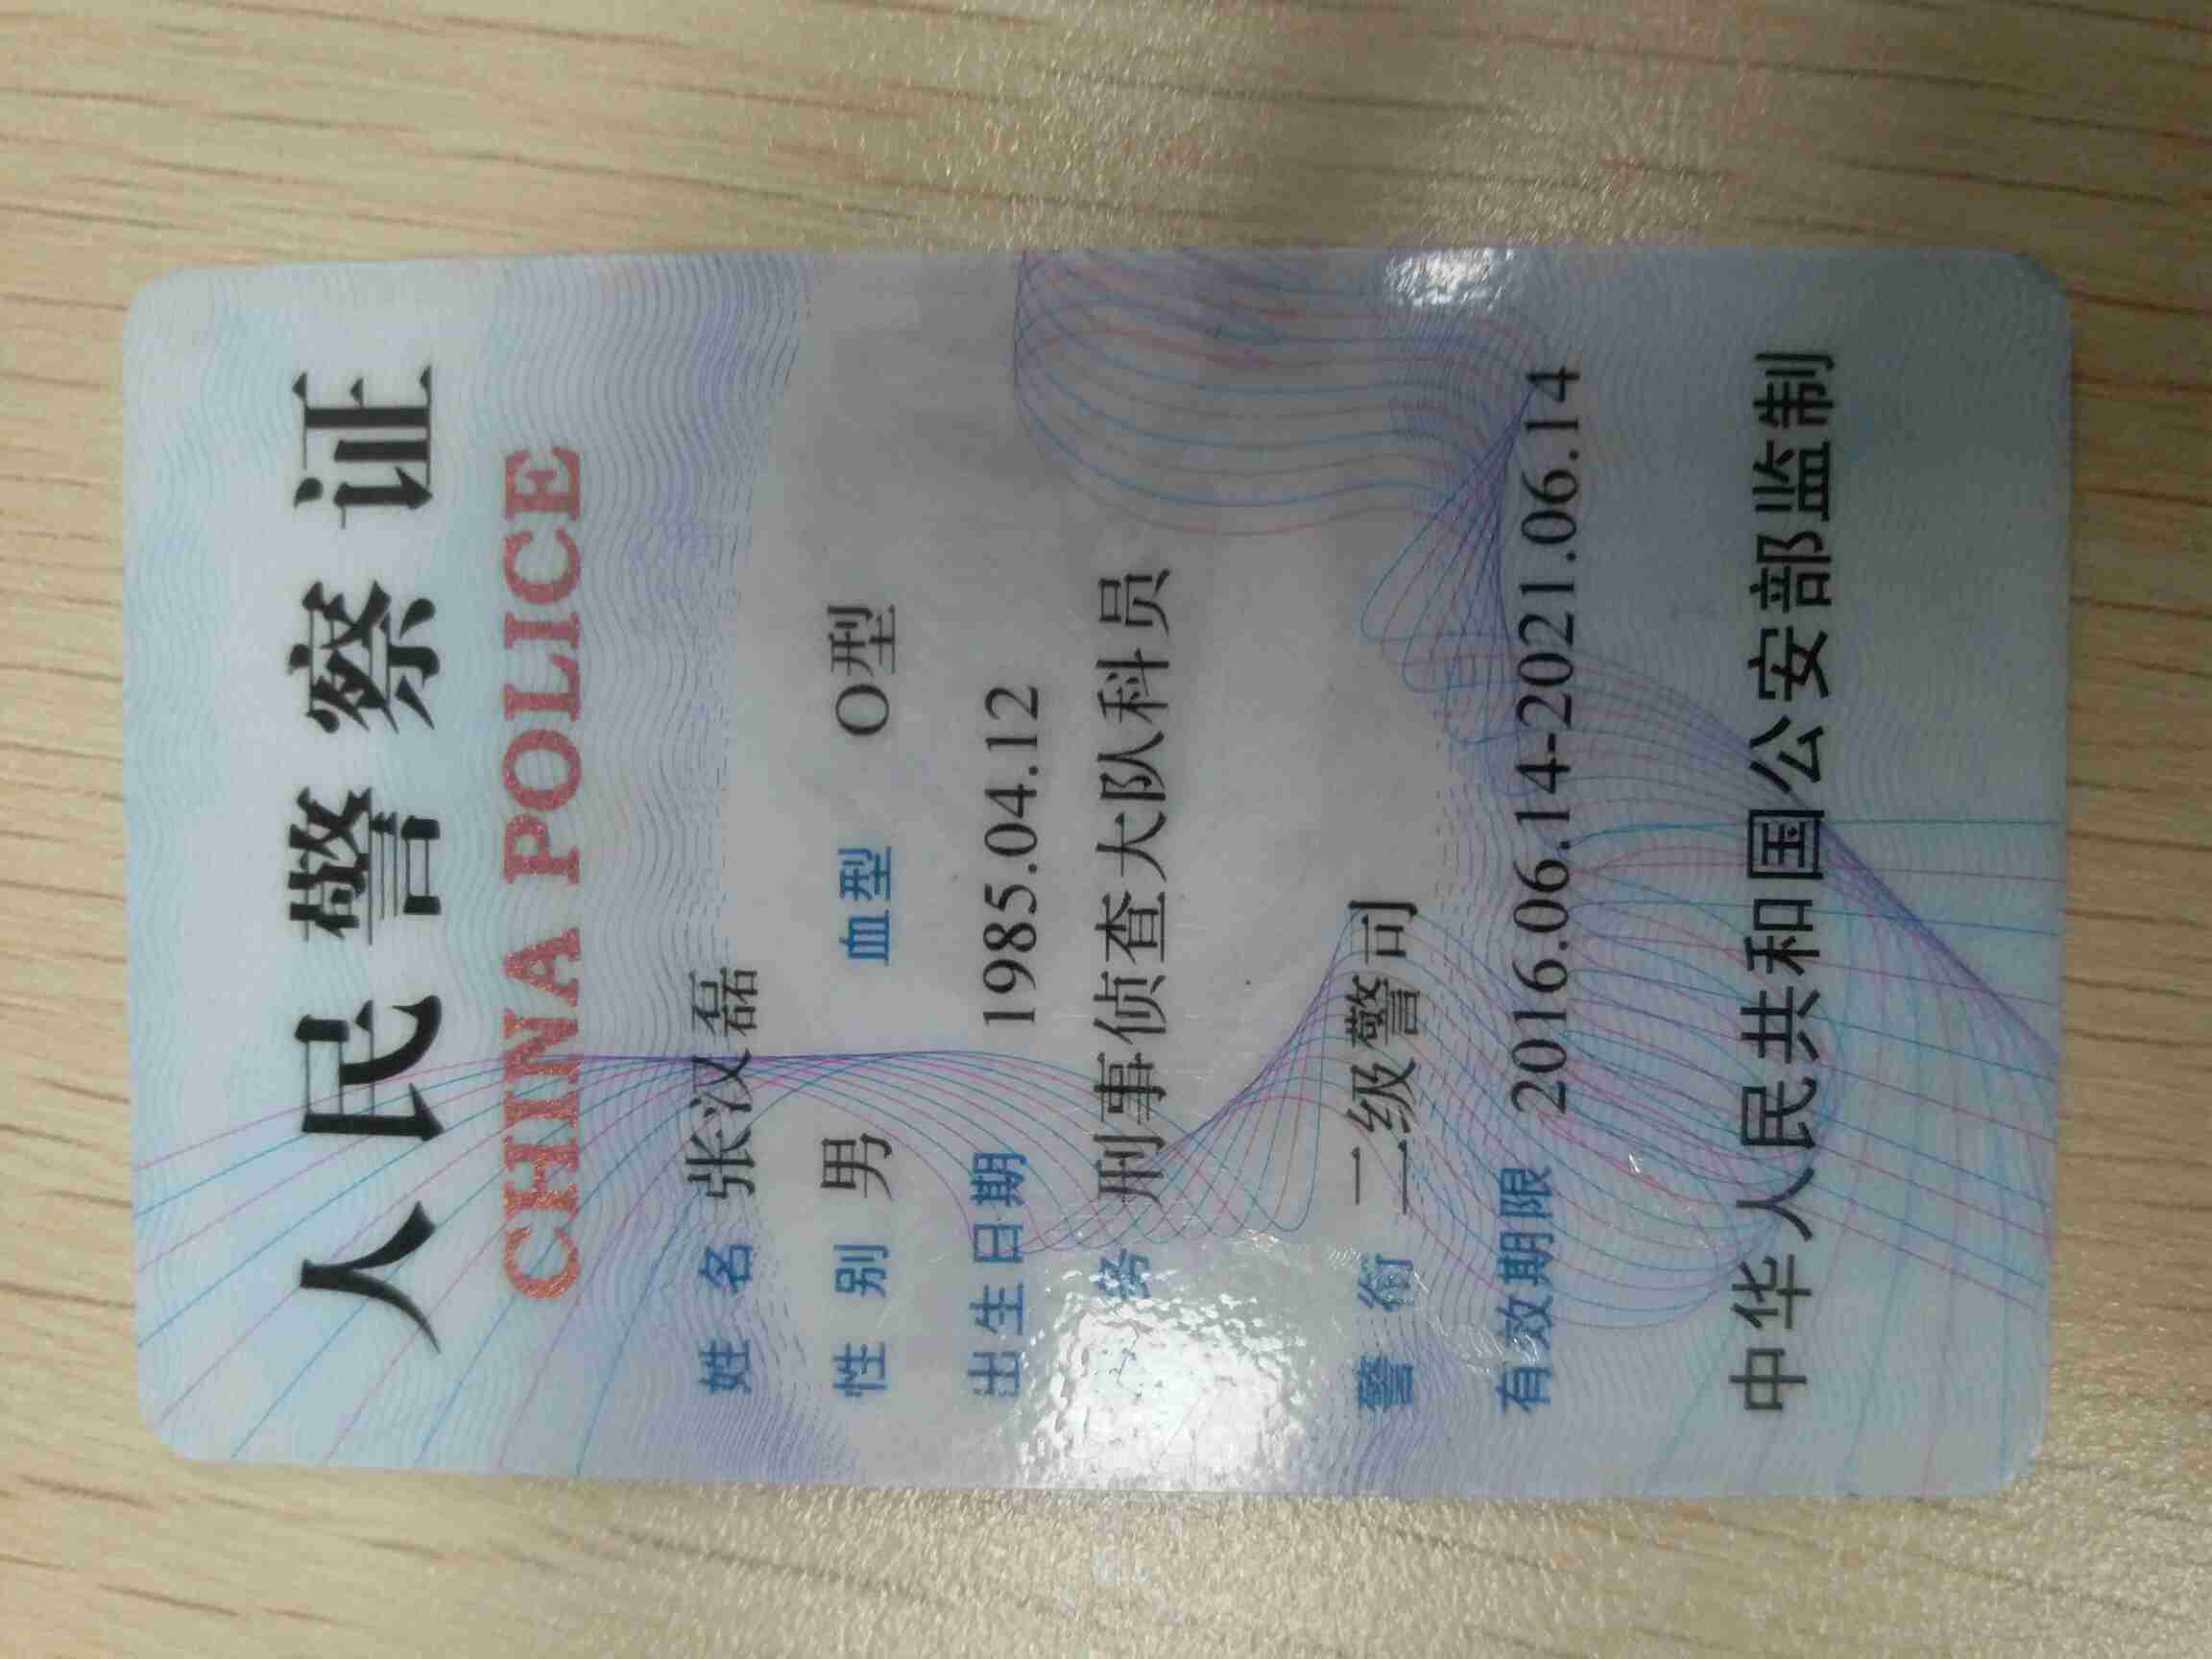 人民警察证
CHINA POLICE
姓 名 张汉磊
性 别 男 血型 O型
出生日期 1985.04.12
务 刑事侦查大队科员
警 衔 二级警司
有效期限 2016.06.14-2021.06.14
中华人民共和国公安部监制